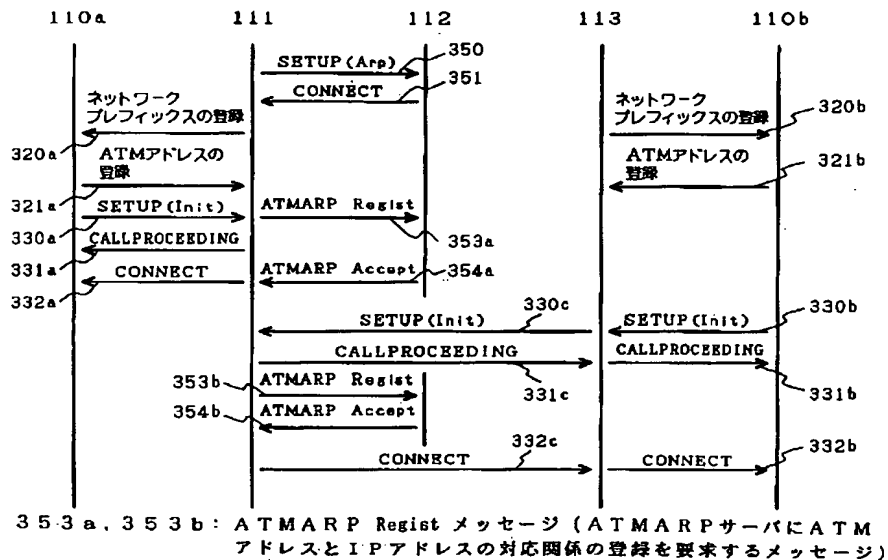 110a 111 112 113 110b
SETUP(Arp) 350
CONNECT 351
ネットワーク
プレフィックスの登録
ネットワーク
プレフィックスの登録
320a 320b
ATMアドレスの
登録
ATMアドレスの
登録
321b
321a
SETUP(Init) ATMARP Regist
330a 353a
CALLPROCEEDING
331a
CONNECT ATMARP Accept 354a
332a
330c 330b
SETUP(Init) SETUP(Init)
CALLPROCEEDING CALLPROCEEDING
353b ATMARP Regist 331c 331b
354b ATMARP Accept
332c 332b
CONNECT CONNECT
353a,353b: ATMARP Regist メッセージ (ATMARPサーバにATM
アドレスとIPアドレスの対応関係の登録を要求するメッセージ)